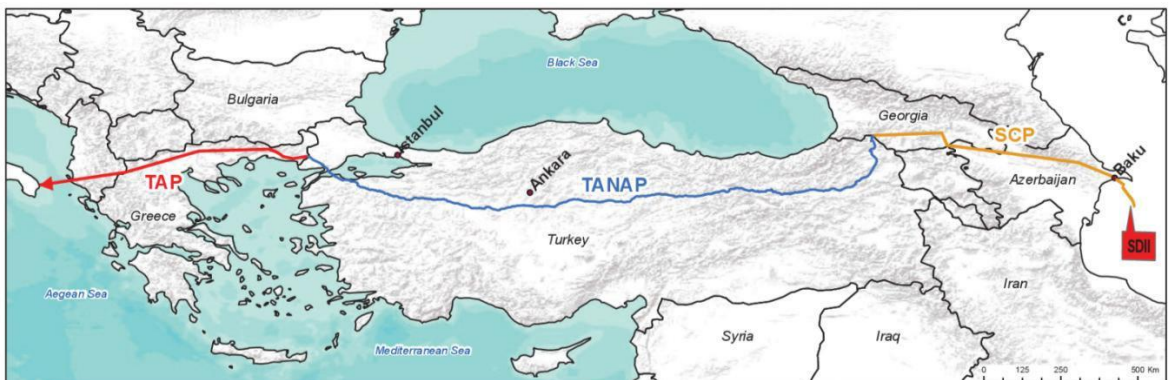 Black Sea
Bulgaria
Istanbul
Georgia
SCP
Baku
TAP
Ankara
TANAP
Azerbaijan
Greece
Turkey
SDII
Aegean Sea
Iran
Syria
Iraq
Mediterranean Sea
0 125 250 500 Km